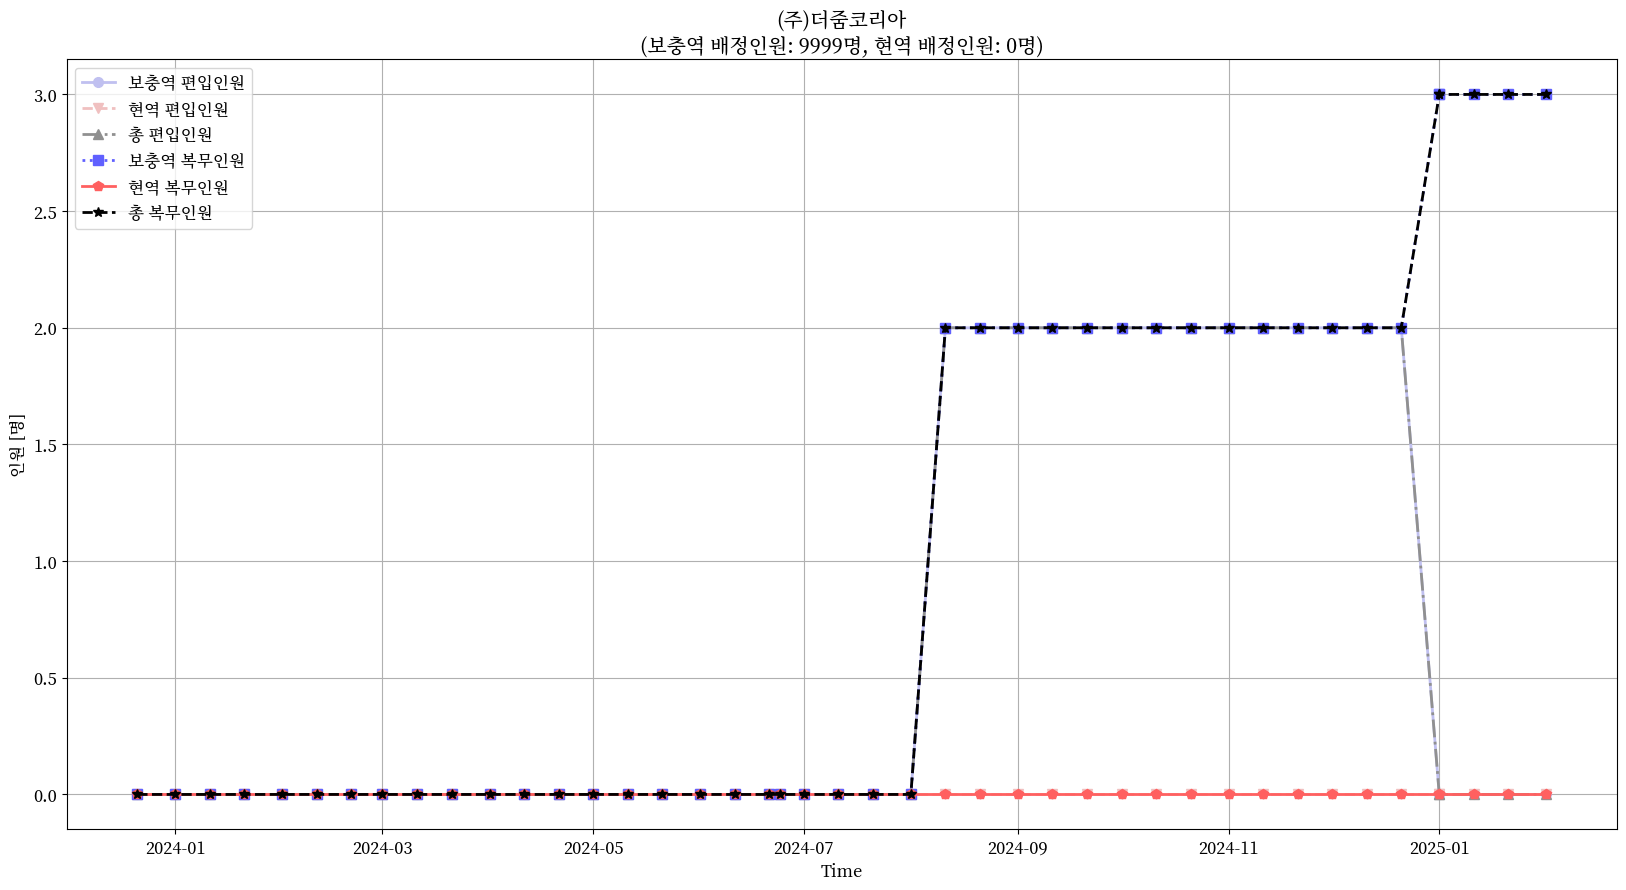 (주)더줌코리아
(보충역 배정인원: 9999명, 현역 배정인원: 0명)
보충역 편입인원
현역 편입인원
총 편입인원
보충역 복무인원
현역 복무인원
총 복무인원
3.0
2.5
2.0
1.5
1.0
0.5
0.0
인원 [명]
2024-01
2024-03
2024-05
2024-07
2024-09
2024-11
2025-01
Time